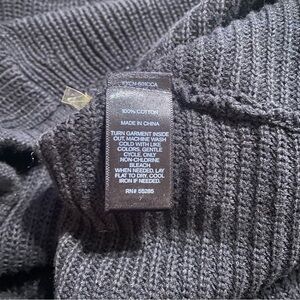 100% COTTON
MADE IN CHINA
TURN GARMENT INSIDE
OUT, MACHINE WASH
COLD WITH LIKE
COLORS, GENTLE
CYCLE, ONLY
NON-CHLORINE
BLEACH,
WHEN NEEDED, LAY
FLAT TO DRY, COOL
IRON IF NEEDED.
RN# 55285